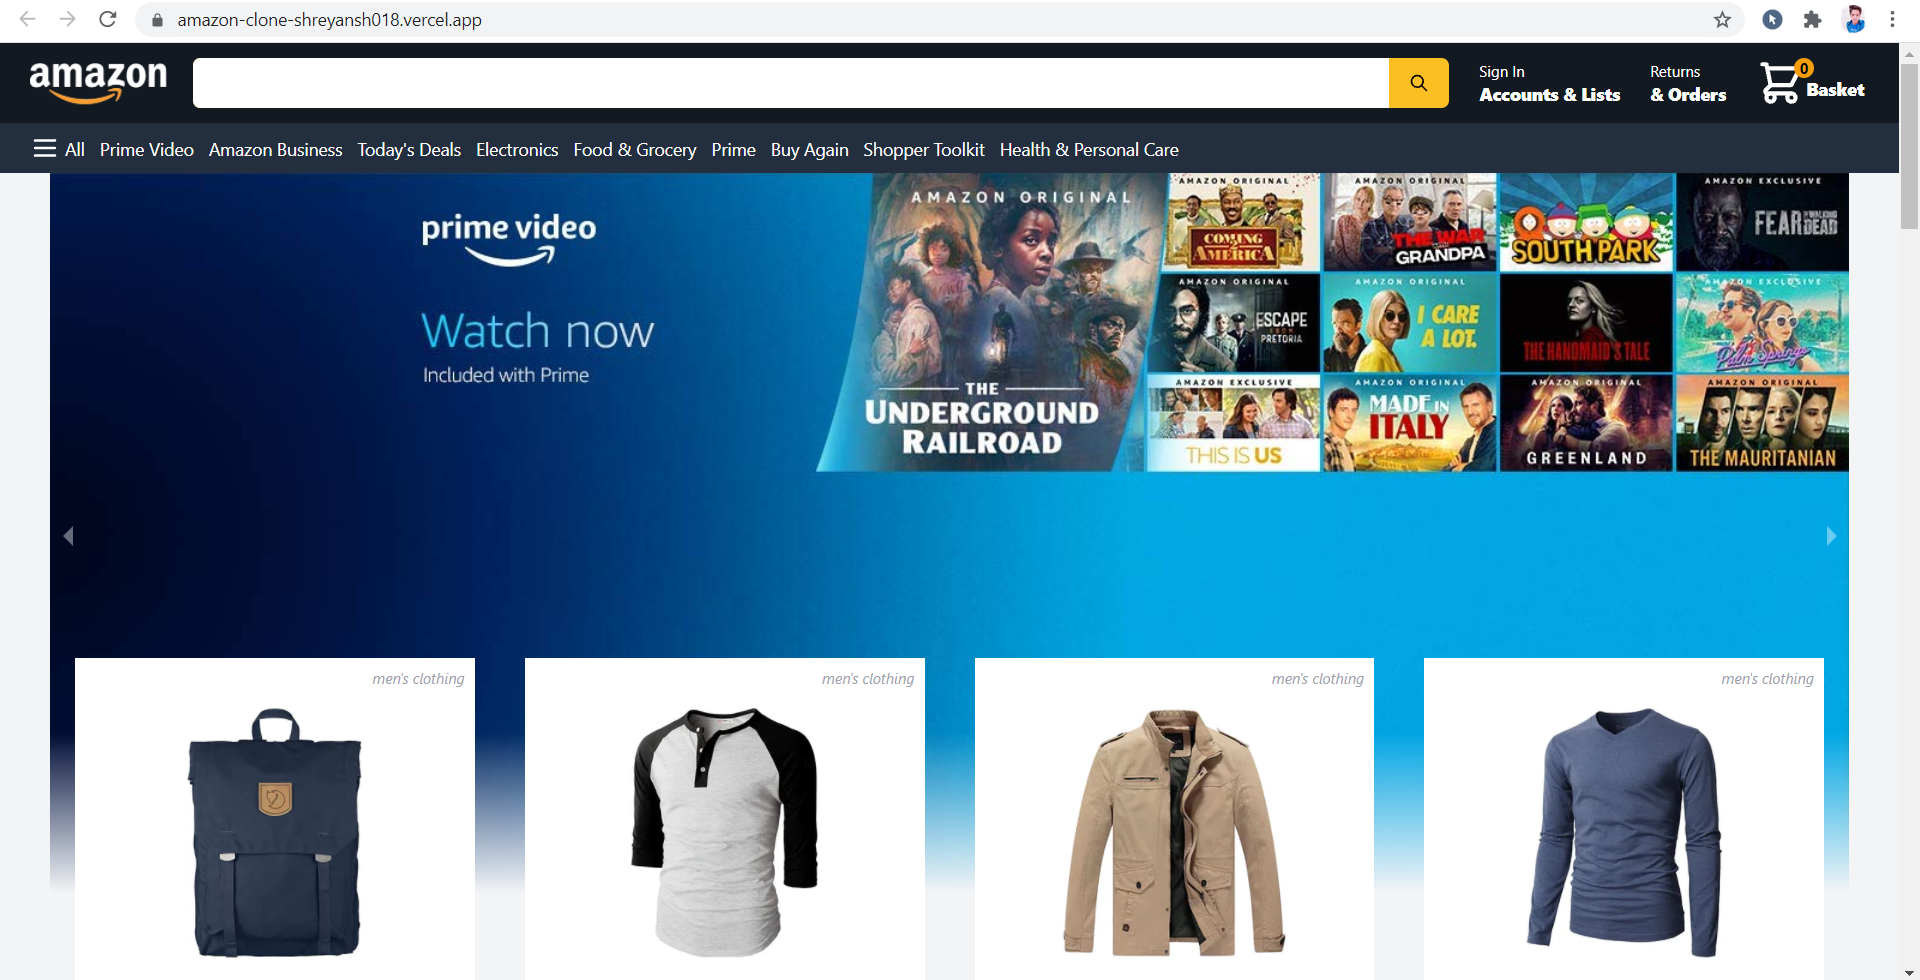 amazon-clone-shreyansh018.vercel.app
amazon
Sign In
Accounts & Lists
Returns
& Orders
0
Basket
All Prime Video Amazon Business Today's Deals Electronics Food & Grocery Prime Buy Again Shopper Toolkit Health & Personal Care
prime video
Watch now
Included with Prime
AMAZON ORIGINAL
THE
UNDERGROUND
RAILROAD
AMAZON ORIGINAL
COMING
2
AMERICA
AMAZON ORIGINAL
THE WAR
WITH
GRANDPA
SOUTH PARK
AMAZON EXCLUSIVE
FEAR THE WALKING DEAD
AMAZON ORIGINAL
ESCAPE
FROM
PRETORIA
AMAZON ORIGINAL
I CARE
A LOT.
THE HANDMAID'S TALE
AMAZON EXCLUSIVE
Palm Springs
AMAZON EXCLUSIVE
THIS IS US
AMAZON ORIGINAL
MADE IN
ITALY
AMAZON ORIGINAL
GREENLAND
AMAZON ORIGINAL
THE MAURITANIAN
men's clothing
men's clothing
men's clothing
men's clothing